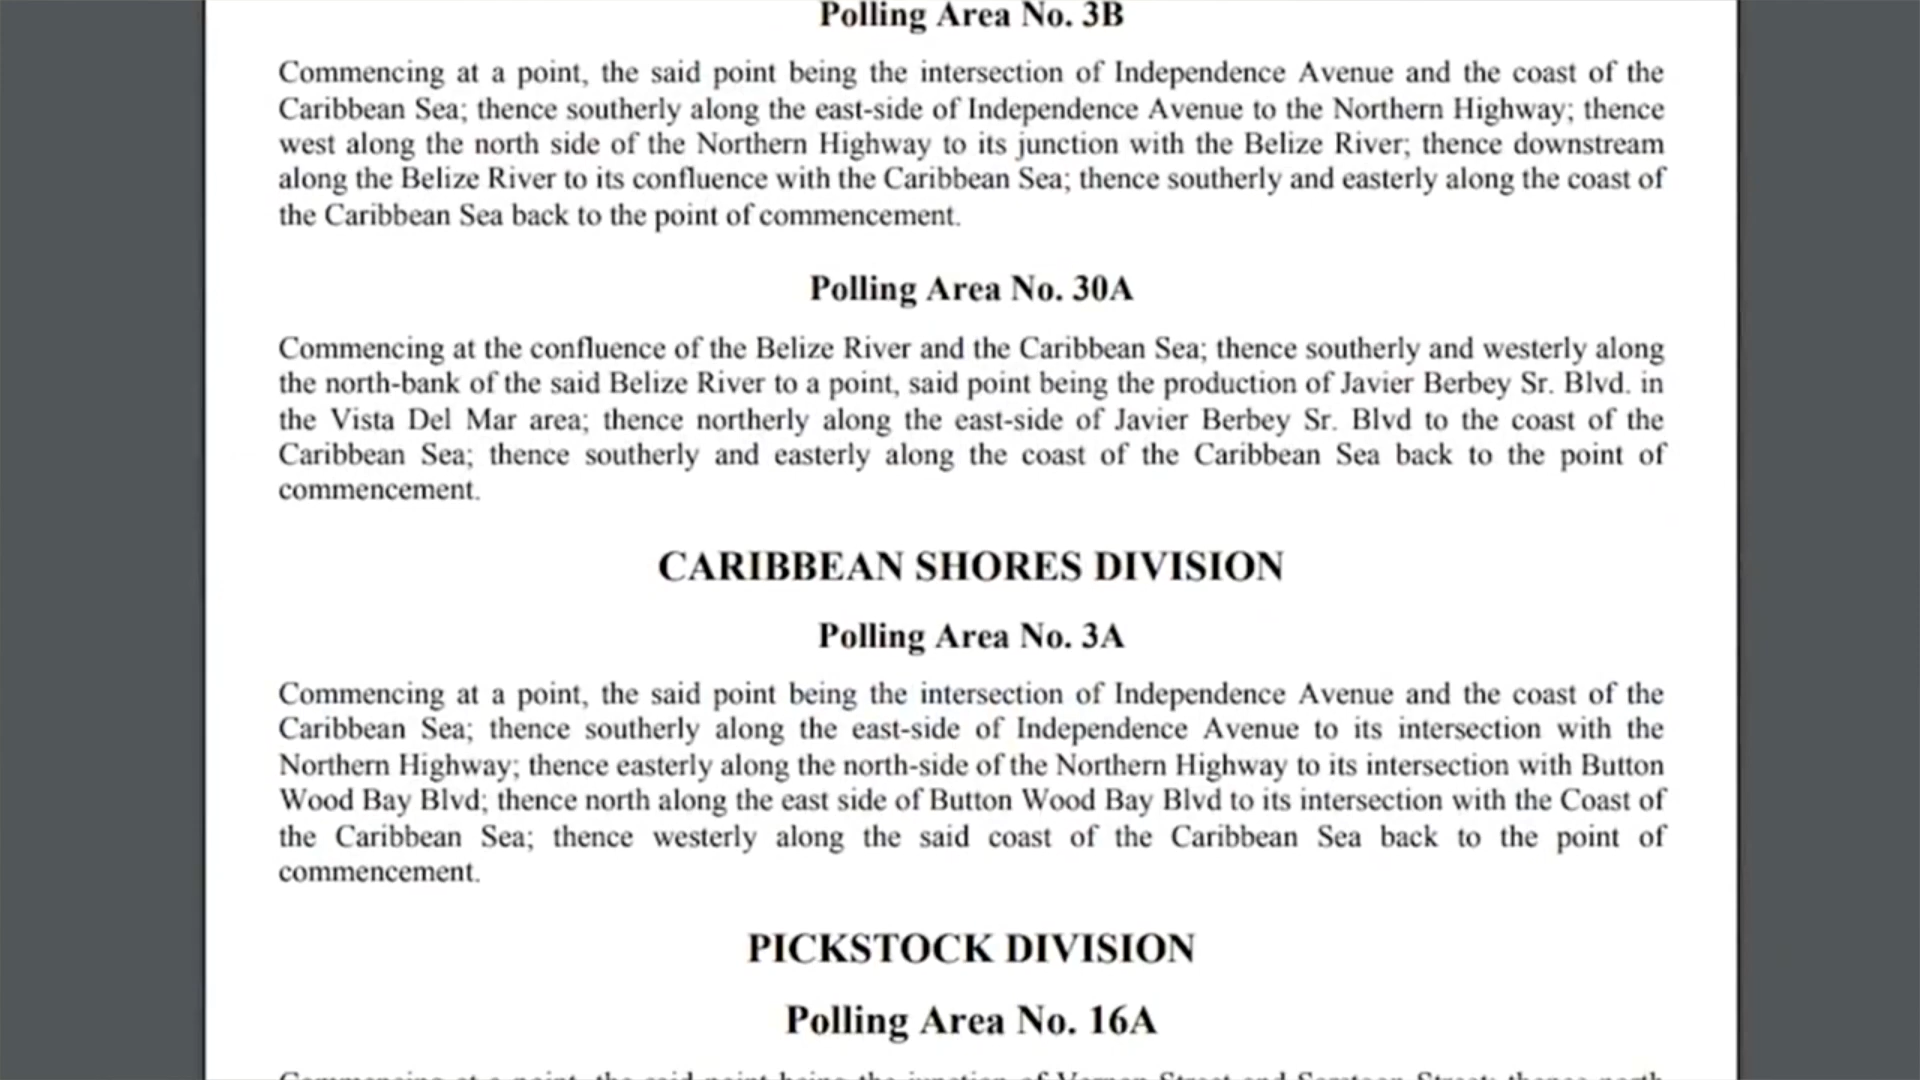 Polling Area No. 3B
Commencing at a point, the said point being the intersection of Independence Avenue and the coast of the
Caribbean Sea; thence southerly along the east-side of Independence Avenue to the Northern Highway; thence
west along the north side of the Northern Highway to its junction with the Belize River; thence downstream
along the Belize River to its confluence with the Caribbean Sea; thence southerly and easterly along the coast of
the Caribbean Sea back to the point of commencement.
Polling Area No. 30A
Commencing at the confluence of the Belize River and the Caribbean Sea; thence southerly and westerly along
the north-bank of the said Belize River to a point, said point being the production of Javier Berbey Sr. Blvd. in
the Vista Del Mar area; thence northerly along the east-side of Javier Berbey Sr. Blvd to the coast of the
Caribbean Sea; thence southerly and easterly along the coast of the Caribbean Sea back to the point of
commencement.
CARIBBEAN SHORES DIVISION
Polling Area No. 3A
Commencing at a point, the said point being the intersection of Independence Avenue and the coast of the
Caribbean Sea; thence southerly along the east-side of Independence Avenue to its intersection with the
Northern Highway; thence easterly along the north-side of the Northern Highway to its intersection with Button
Wood Bay Blvd; thence north along the east side of Button Wood Bay Blvd to its intersection with the Coast of
the Caribbean Sea; thence westerly along the said coast of the Caribbean Sea back to the point of
commencement.
PICKSTOCK DIVISION
Polling Area No. 16A